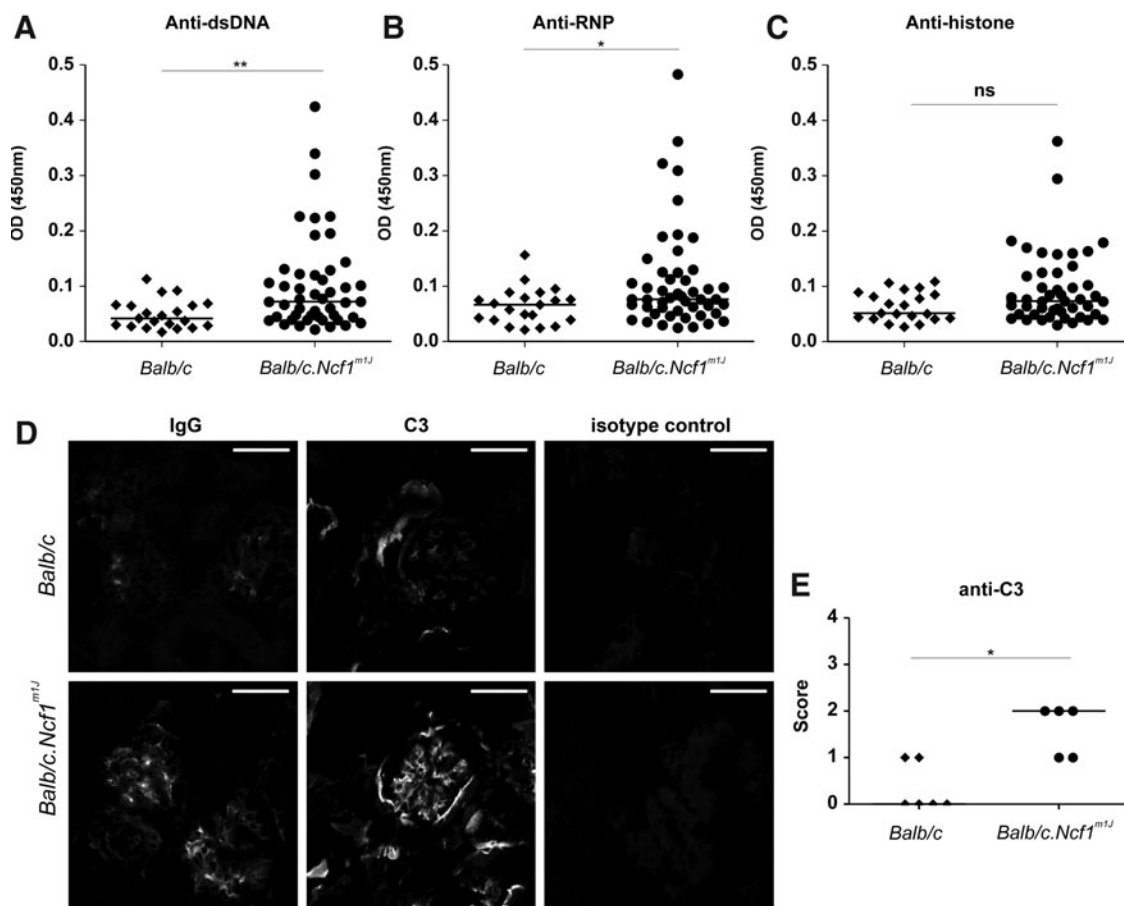 A Anti-dsDNA
B Anti-RNP
C Anti-histone
OD (450nm)
0.5
0.4
0.3
0.2
0.1
0.0
**
Balb/c
Balb/c.Ncf1m1J
OD (450nm)
0.5
0.4
0.3
0.2
0.1
0.0
*
Balb/c
Balb/c.Ncf1m1J
OD (450nm)
0.5
0.4
0.3
0.2
0.1
0.0
ns
Balb/c
Balb/c.Ncf1m1J
D
IgG
C3
isotype control
Balb/c
Balb/c.Ncf1m1J
E
anti-C3
Score
4
3
2
1
0
*
Balb/c
Balb/c.Ncf1m1J